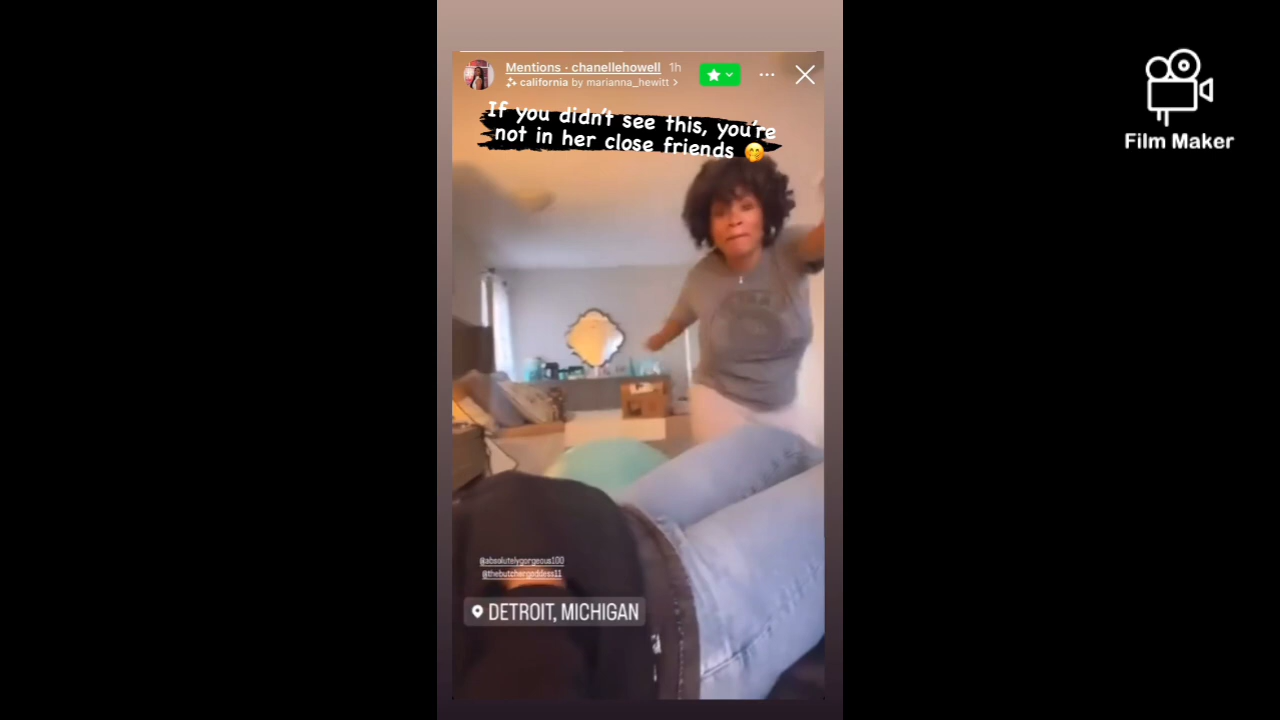 Mentions · chanellehowell 1h
california by marianna_hewitt >
If you didn't see this, you're
not in her close friends 🤭
Film Maker
@absolutelygorgeous100
@thebutchergoddess11
DETROIT, MICHIGAN